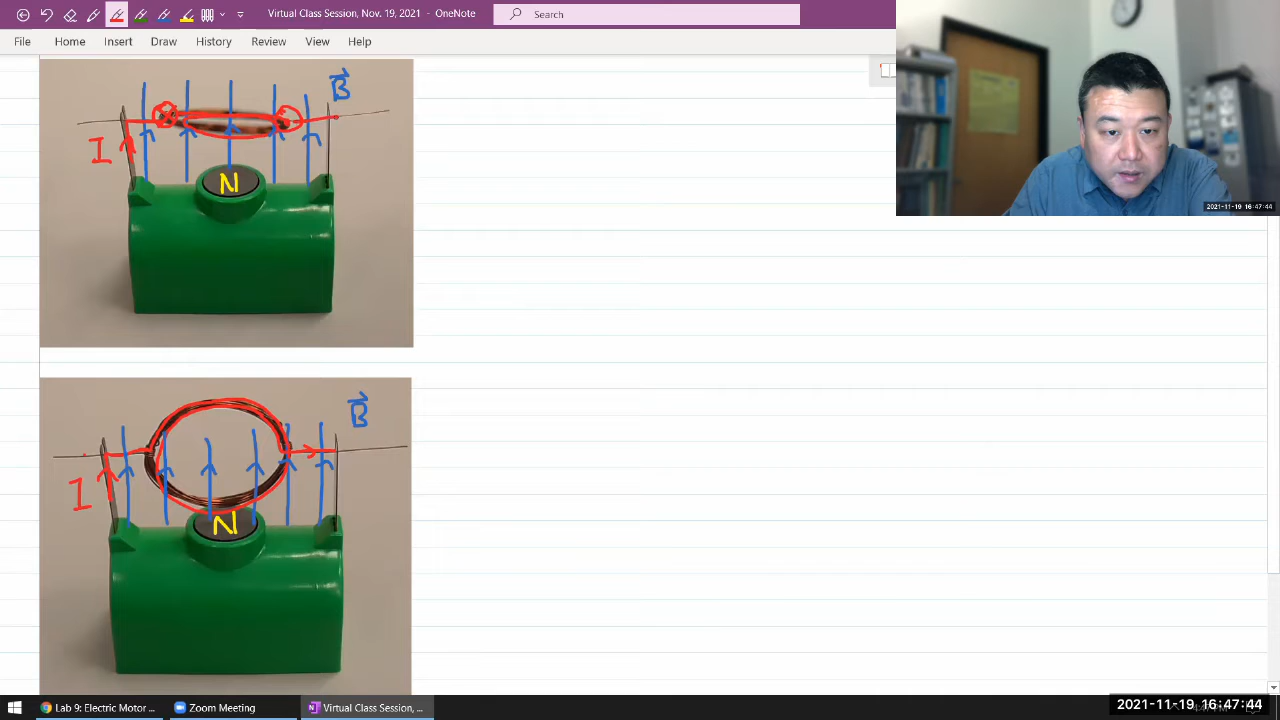 Virtual Class Session, Nov. 19, 2021 - OneNote
Search
File Home Insert Draw History Review View Help
B
I
N
2021-11-19 16:47:44
B
I
N
Lab 9: Electric Motor ...
Zoom Meeting
Virtual Class Session, ...
2021-11-19 16:47:44